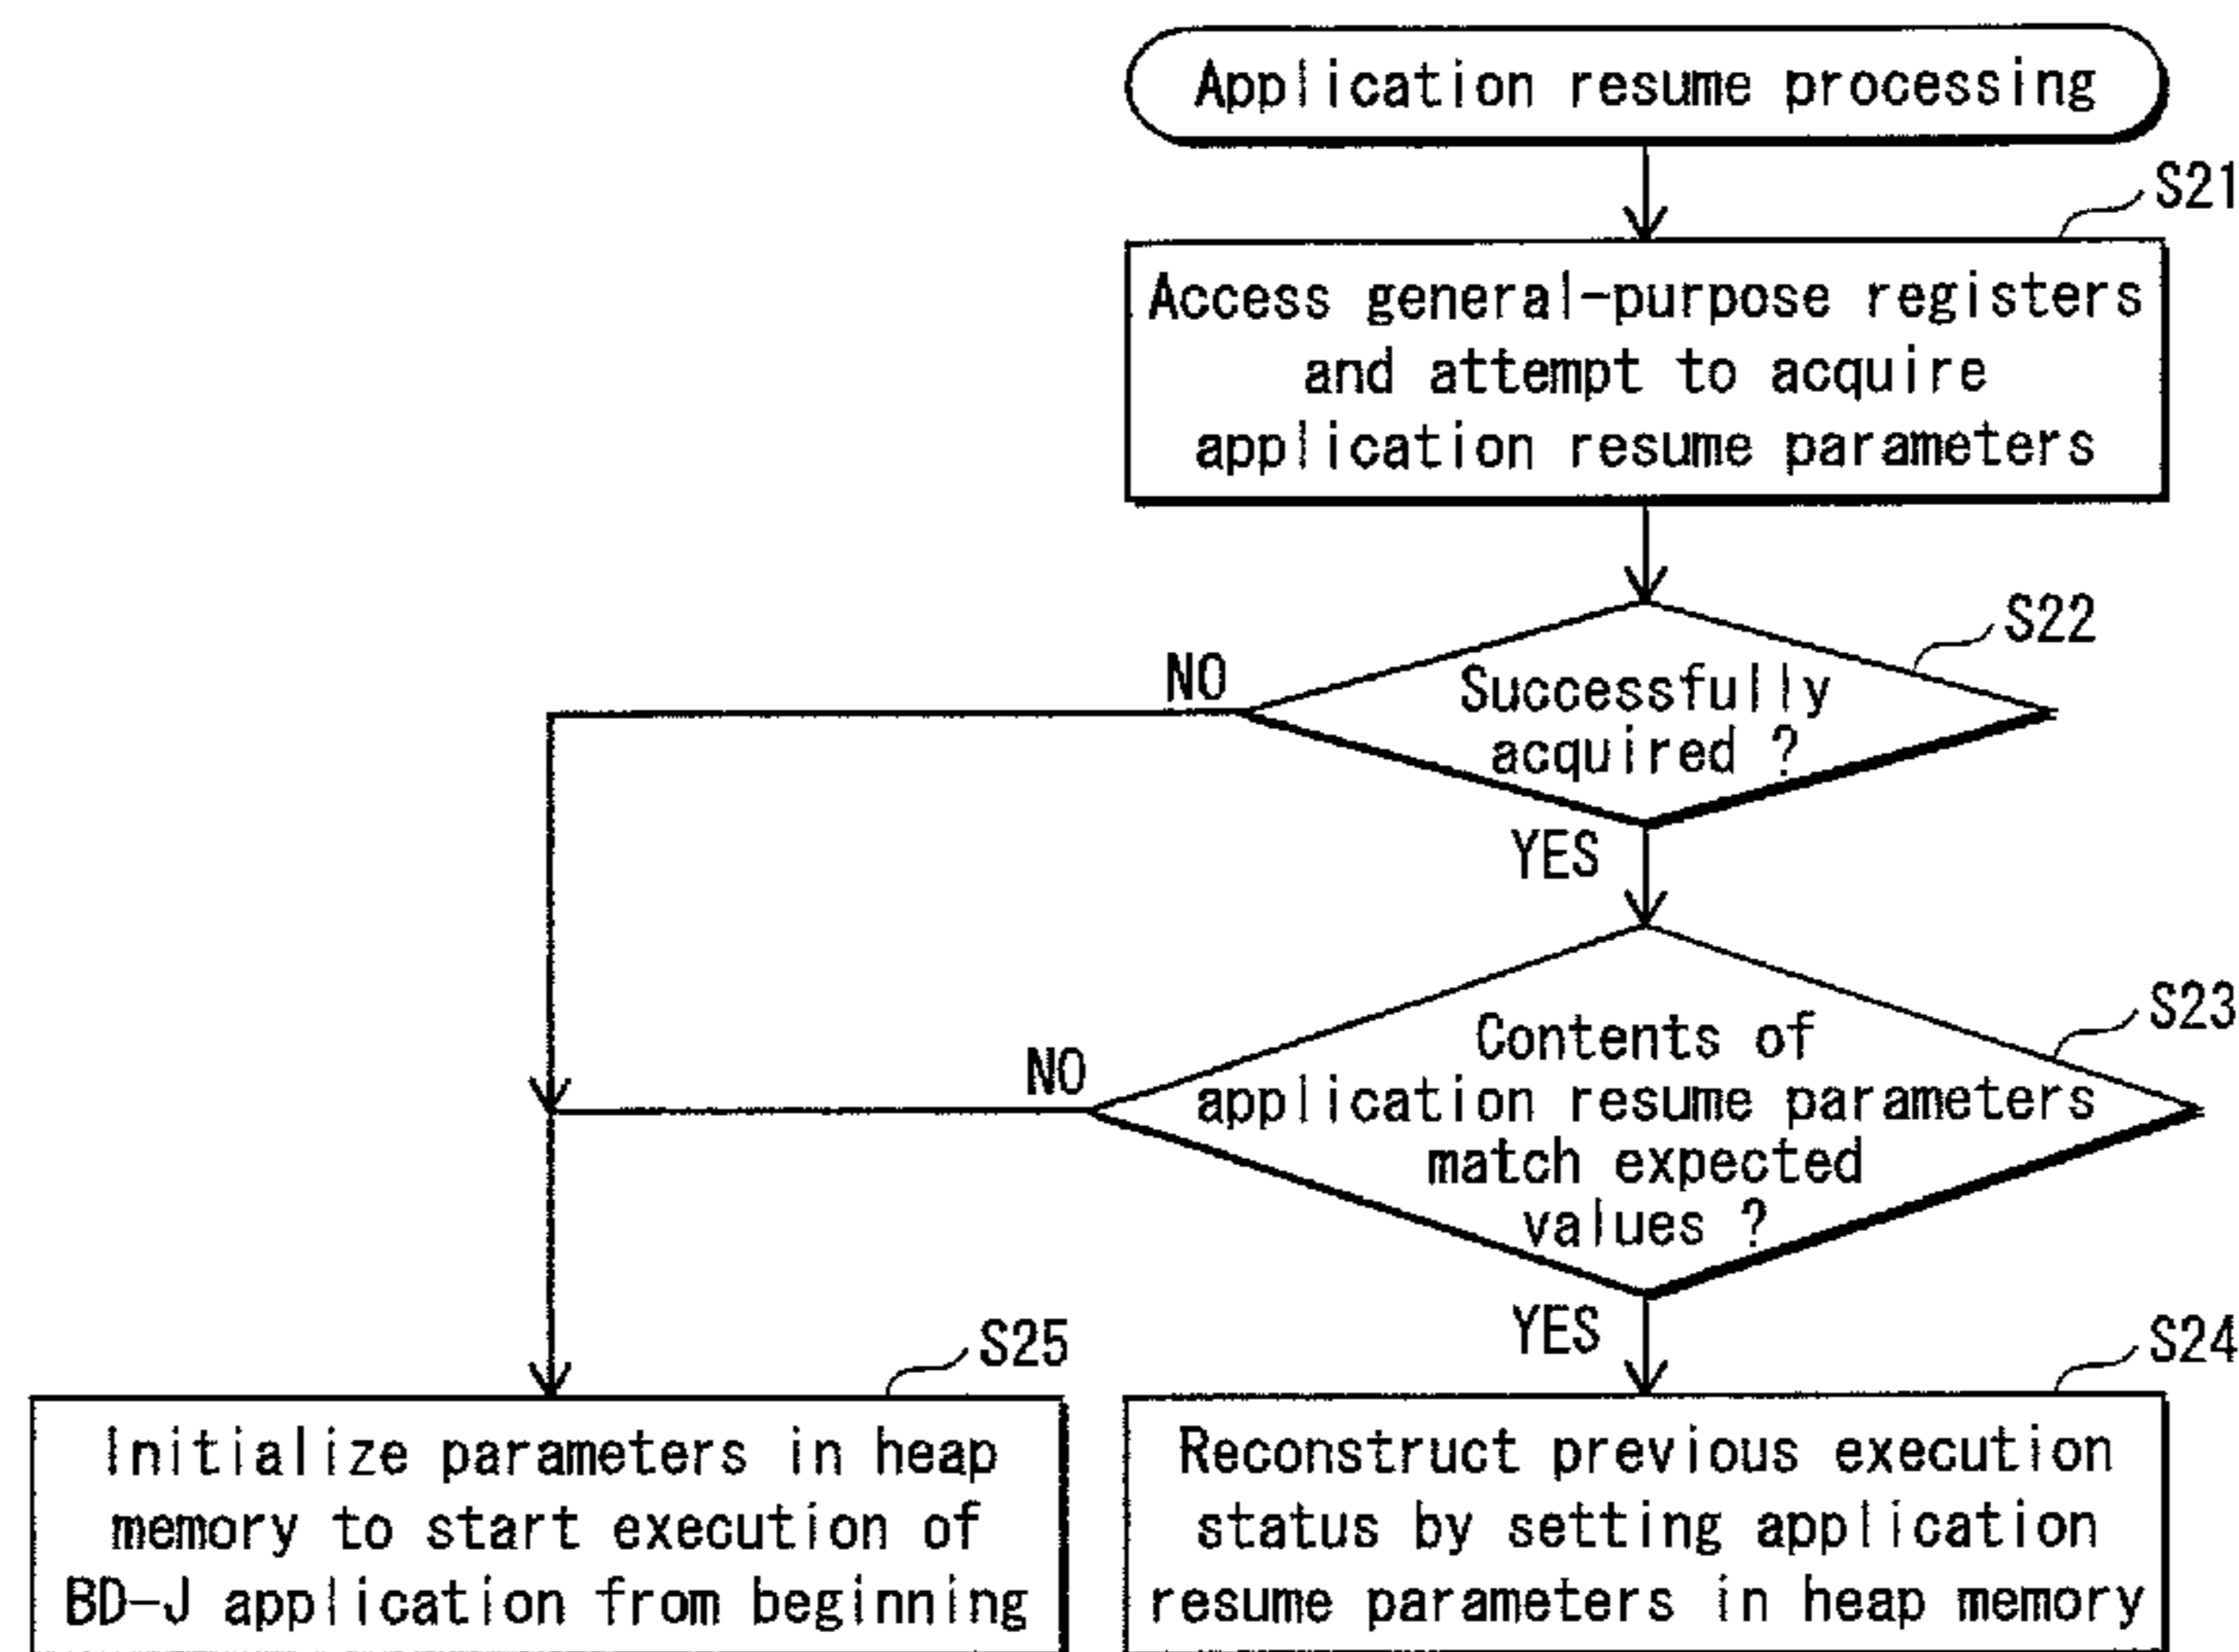 Application resume processing
S21
Access general-purpose registers
and attempt to acquire
application resume parameters
S22
NO
Successfully
acquired ?
YES
S23
NO
Contents of
application resume parameters
match expected
values ?
YES
S25
Initialize parameters in heap
memory to start execution of
BD-J application from beginning
S24
Reconstruct previous execution
status by setting application
resume parameters in heap memory